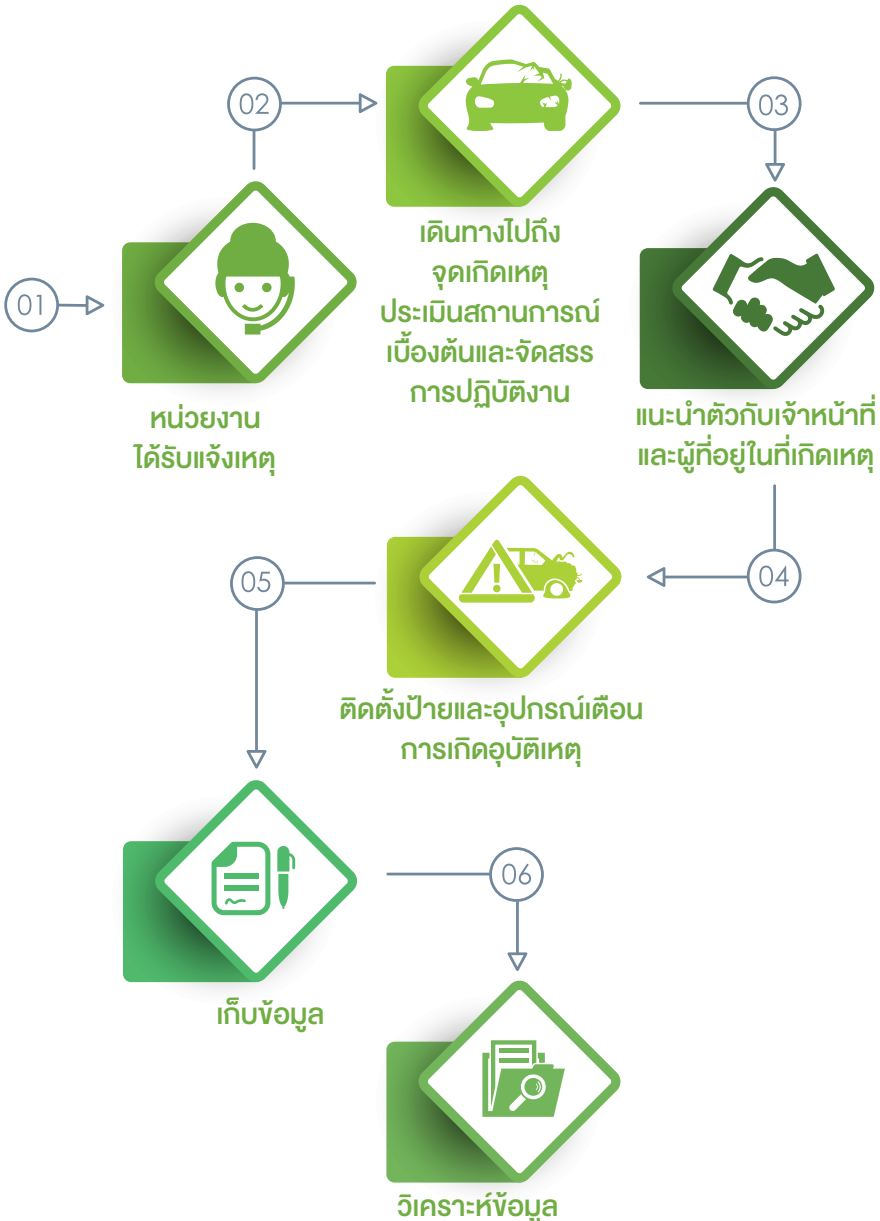 01
หน่วยงาน
ได้รับแจ้งเหตุ
02
เดินทางไปถึง
จุดเกิดเหตุ
ประเมินสถานการณ์
เบื้องต้นและจัดสรร
การปฏิบัติงาน
03
แนะนำตัวกับเจ้าหน้าที่
และผู้ที่อยู่ในที่เกิดเหตุ
04
ติดตั้งป้ายและอุปกรณ์เตือน
การเกิดอุบัติเหตุ
05
เก็บข้อมูล
06
วิเคราะห์ข้อมูล